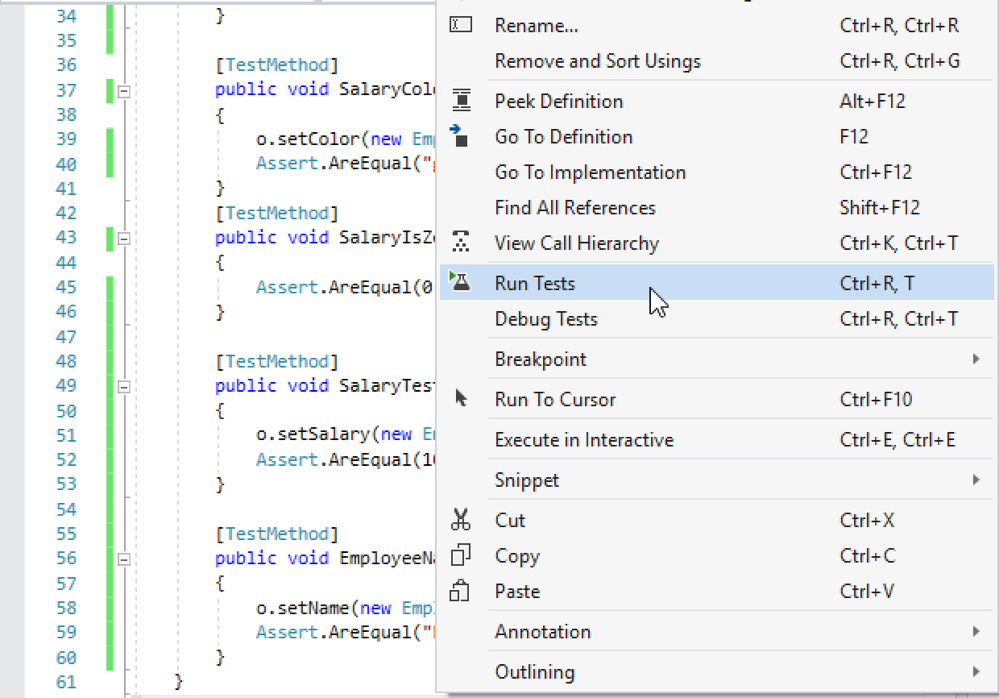 34 }
35
36 [TestMethod]
37 public void SalaryColo
38 {
39 o.setColor(new Em
40 Assert.AreEqual("
41 }
42 [TestMethod]
43 public void SalaryIsZe
44 {
45 Assert.AreEqual(0
46 }
47
48 [TestMethod]
49 public void SalaryTest
50 {
51 o.setSalary(new E
52 Assert.AreEqual(10
53 }
54
55 [TestMethod]
56 public void EmployeeNa
57 {
58 o.setName(new Emp
59 Assert.AreEqual("
60 }
61 }
Rename... Ctrl+R, Ctrl+R
Remove and Sort Usings Ctrl+R, Ctrl+G
Peek Definition Alt+F12
Go To Definition F12
Go To Implementation Ctrl+F12
Find All References Shift+F12
View Call Hierarchy Ctrl+K, Ctrl+T
Run Tests Ctrl+R, T
Debug Tests Ctrl+R, Ctrl+T
Breakpoint
Run To Cursor Ctrl+F10
Execute in Interactive Ctrl+E, Ctrl+E
Snippet
Cut Ctrl+X
Copy Ctrl+C
Paste Ctrl+V
Annotation
Outlining